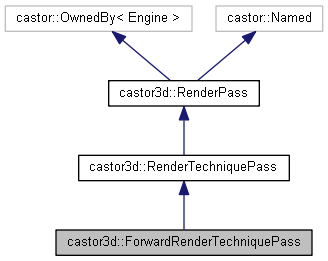 castor::OwnedBy< Engine >
castor::Named
castor3d::RenderPass
castor3d::RenderTechniquePass
castor3d::ForwardRenderTechniquePass